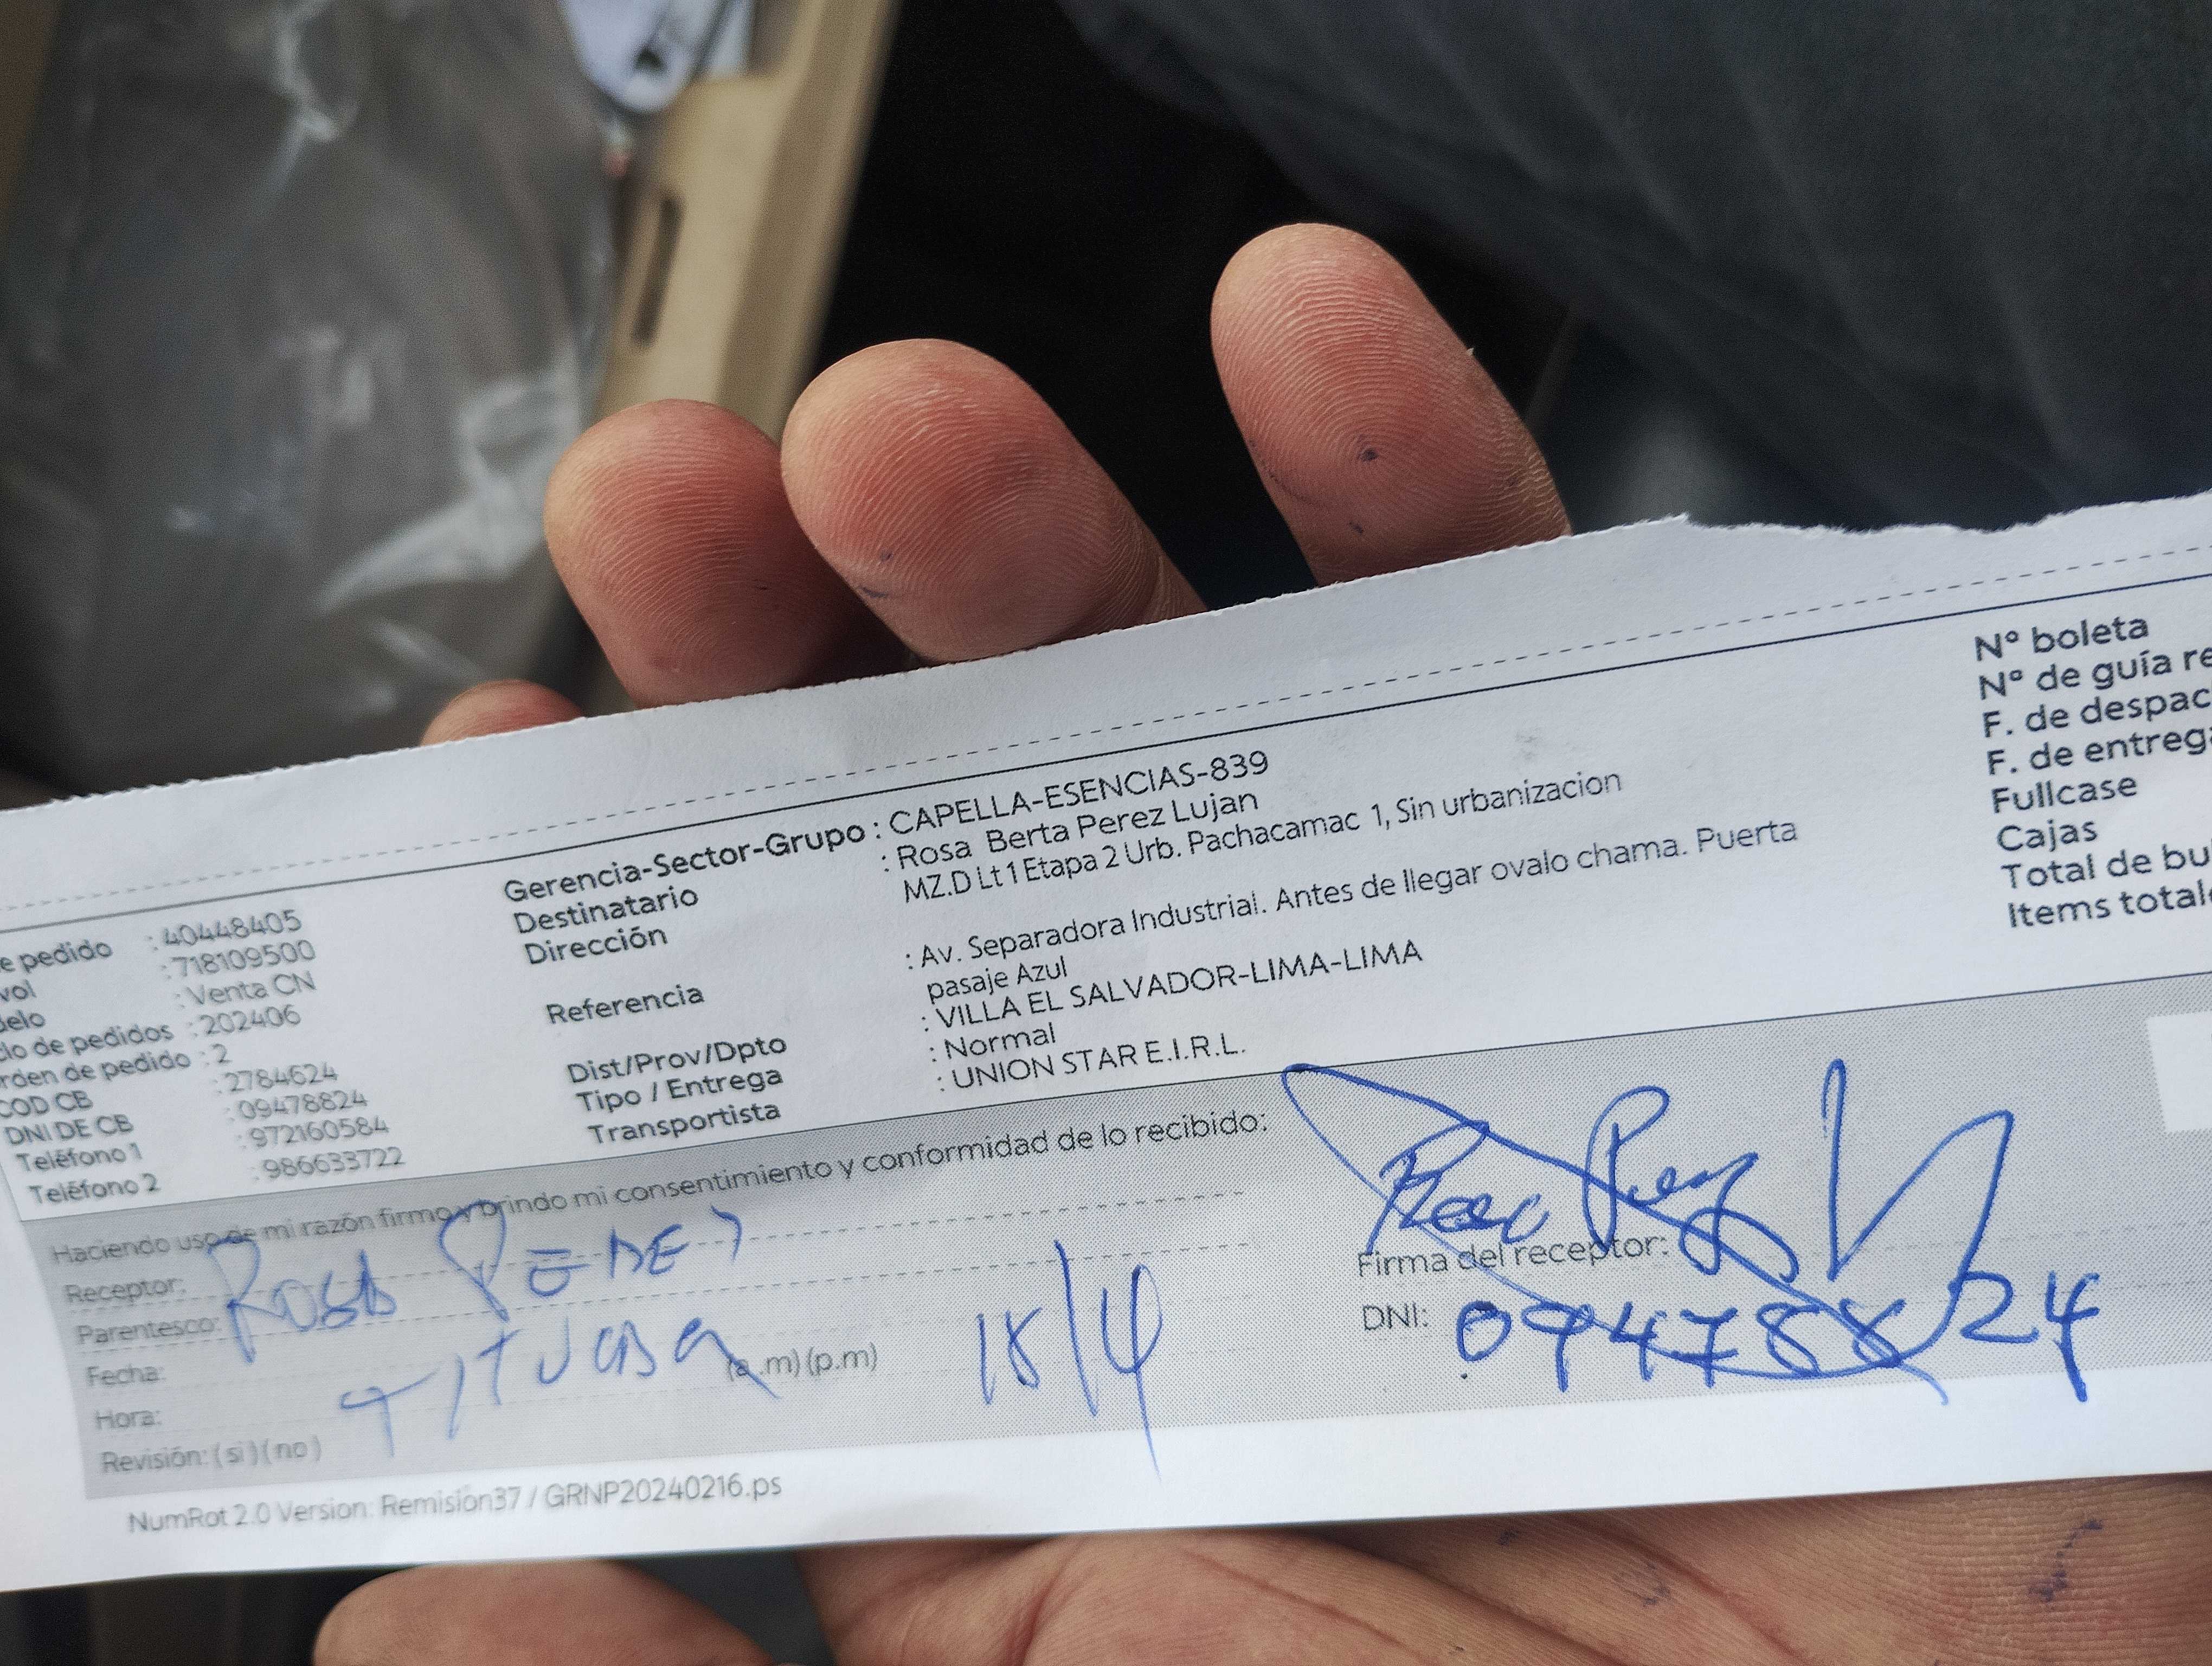 e pedido : 40448405
vol : 718109500
delo : Venta CN
lo de pedidos : 202406
rden de pedido : 2
COD CB : 2784624
DNI DE CB : 09478824
Teléfono 1 : 972160584
Teléfono 2 : 986633722
Gerencia-Sector-Grupo : CAPELLA-ESENCIAS-839
Destinatario : Rosa Berta Perez Lujan
Dirección MZ.D Lt 1 Etapa 2 Urb. Pachacamac 1, Sin urbanizacion
Referencia : Av. Separadora Industrial. Antes de llegar ovalo chama. Puerta
pasaje Azul
Dist/Prov/Dpto : VILLA EL SALVADOR-LIMA-LIMA
Tipo / Entrega : Normal
Transportista : UNION STAR E.I.R.L.
N° boleta
N° de guía re
F. de despac
F. de entrega
Fullcase
Cajas
Total de bu
Items total
Haciendo uso de mi razón firmo y brindo mi consentimiento y conformidad de lo recibido:
Receptor: Rosa
Parentesco:
Fecha: 18/4
Hora: (a.m) (p.m)
Revisión: ( si ) ( no )
Firma del receptor:
DNI: 09478824
NumRot 2.0 Version: Remision37 / GRNP20240216.ps